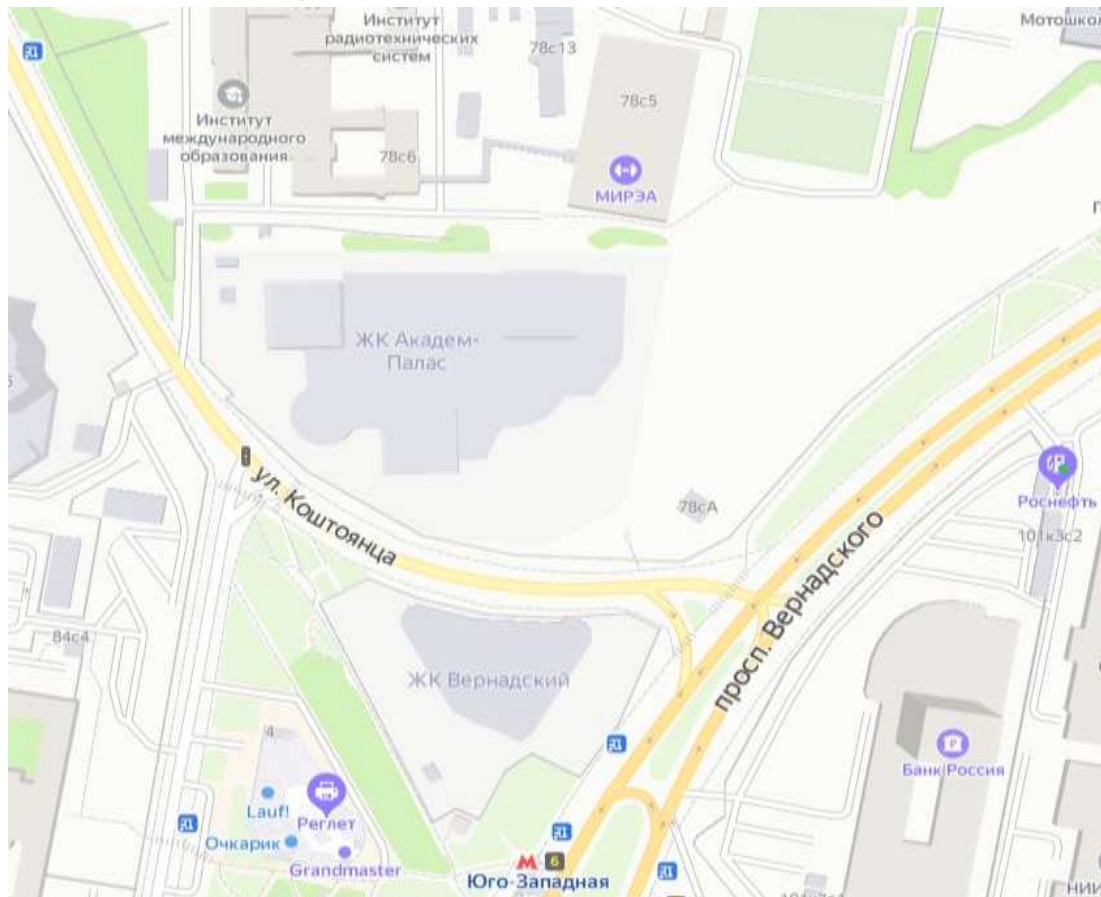 Институт
радиотехнических
систем
78с13
Мотошкол
78с5
Институт
международного
образования
78с6
МИРЭА
ЖК Академ-
Палас
ул. Коштоянца
78сА
просп. Вернадского
Роснефть
101к3с2
84с4
ЖК Вернадский
4
Банк Россия
Lauf!
Реглет
Очкарик
Grandmaster
М 6
Юго-Западная
НИИ